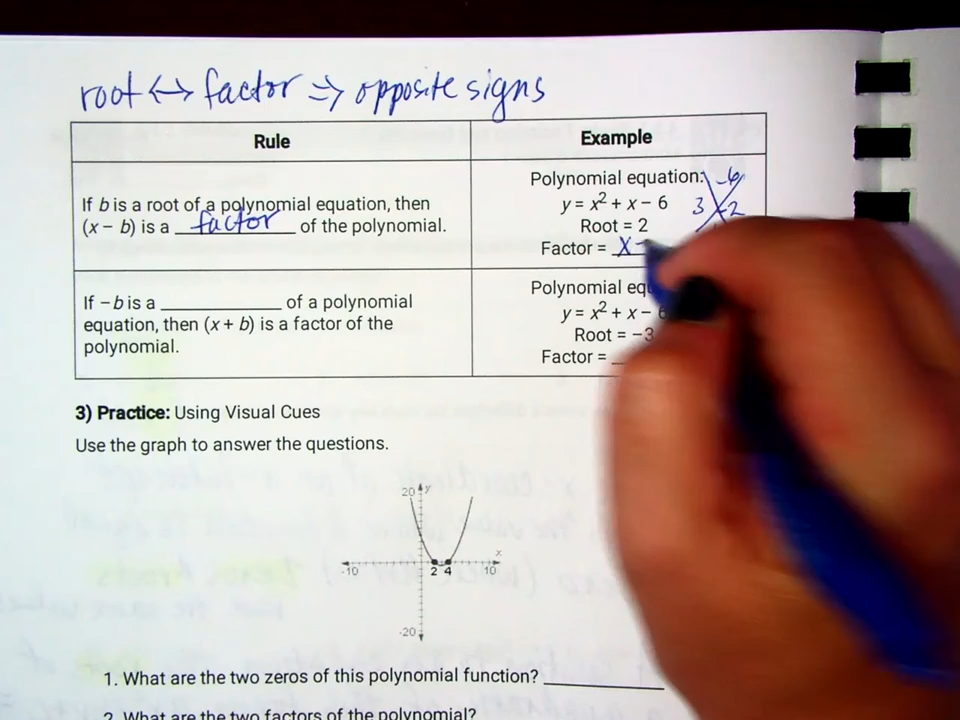 root ↔ factor ⇒ opposite signs
Rule
Example
If b is a root of a polynomial equation, then
(x − b) is a factor of the polynomial.
Polynomial equation:
y = x² + x − 6
Root = 2
Factor = x −
-6
3 -2
If −b is a ____________ of a polynomial
equation, then (x + b) is a factor of the
polynomial.
Polynomial
y = x² + x − 6
Root = −3
Factor = _
3) Practice: Using Visual Cues
Use the graph to answer the questions.
20 y
x
-10 2 4 10
-20
1. What are the two zeros of this polynomial function? ____________
2. What are the two factors of the polynomial?